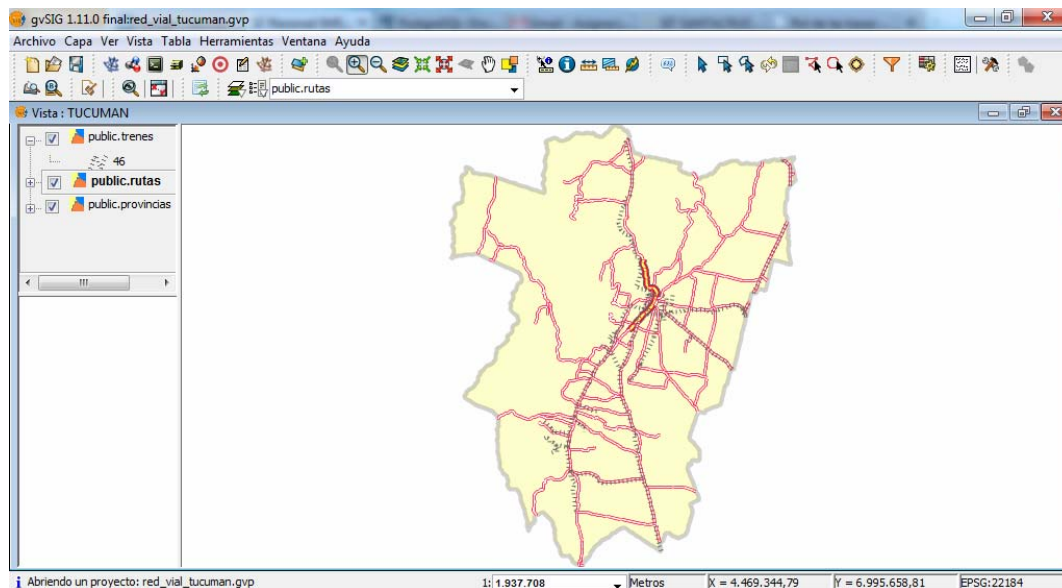 gvSIG 1.11.0 final:red_vial_tucuman.gvp
Archivo Capa Ver Vista Tabla Herramientas Ventana Ayuda
public.rutas
Vista : TUCUMAN
public.trenes
46
public.rutas
public.provincias
Abriendo un proyecto: red_vial_tucuman.gvp 1: 1.937.708 Metros X = 4.469.344,79 Y = 6.995.658,81 EPSG:22184